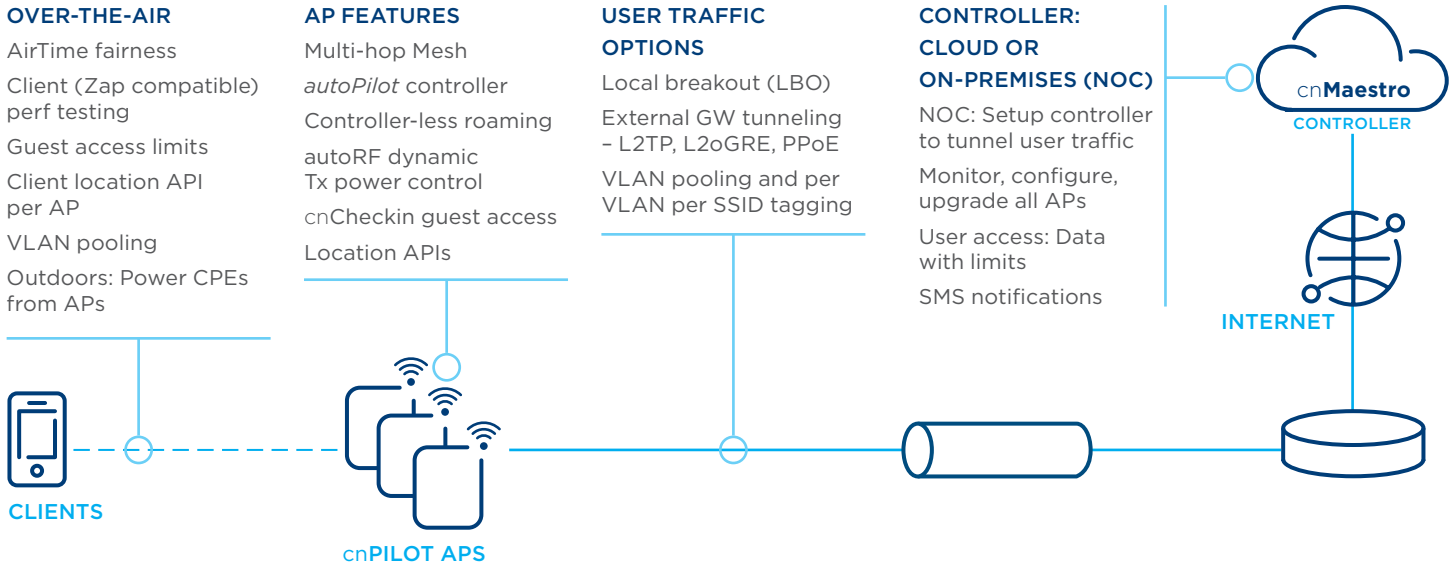 OVER-THE-AIR
AirTime fairness
Client (Zap compatible)
perf testing
Guest access limits
Client location API
per AP
VLAN pooling
Outdoors: Power CPEs
from APs
AP FEATURES
Multi-hop Mesh
autoPilot controller
Controller-less roaming
autoRF dynamic
Tx power control
cnCheckin guest access
Location APIs
USER TRAFFIC
OPTIONS
Local breakout (LBO)
External GW tunneling
– L2TP, L2oGRE, PPoE
VLAN pooling and per
VLAN per SSID tagging
CONTROLLER:
CLOUD OR
ON-PREMISES (NOC)
NOC: Setup controller
to tunnel user traffic
Monitor, configure,
upgrade all APs
User access: Data
with limits
SMS notifications
cnMaestro
CONTROLLER
INTERNET
CLIENTS
cnPILOT APS